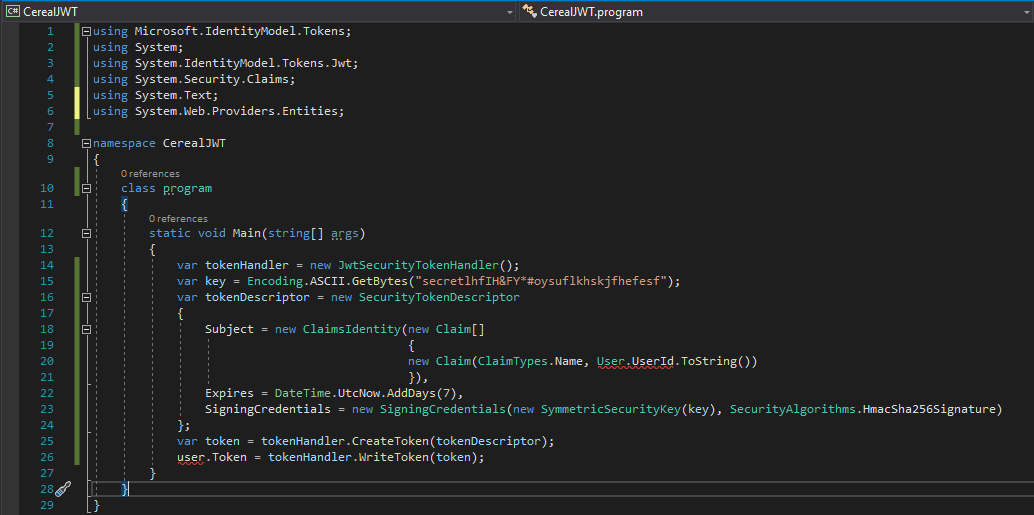 C# CerealJWT CerealJWT.program
1 using Microsoft.IdentityModel.Tokens;
2 using System;
3 using System.IdentityModel.Tokens.Jwt;
4 using System.Security.Claims;
5 using System.Text;
6 using System.Web.Providers.Entities;
7
8 namespace CerealJWT
9 {
0 references
10 class program
11 {
0 references
12 static void Main(string[] args)
13 {
14 var tokenHandler = new JwtSecurityTokenHandler();
15 var key = Encoding.ASCII.GetBytes("secretlhfIH&FY*#oysuflkhskjfhefesf");
16 var tokenDescriptor = new SecurityTokenDescriptor
17 {
18 Subject = new ClaimsIdentity(new Claim[]
19 {
20 new Claim(ClaimTypes.Name, User.UserId.ToString())
21 }),
22 Expires = DateTime.UtcNow.AddDays(7),
23 SigningCredentials = new SigningCredentials(new SymmetricSecurityKey(key), SecurityAlgorithms.HmacSha256Signature)
24 };
25 var token = tokenHandler.CreateToken(tokenDescriptor);
26 user.Token = tokenHandler.WriteToken(token);
27 }
28 }
29 }